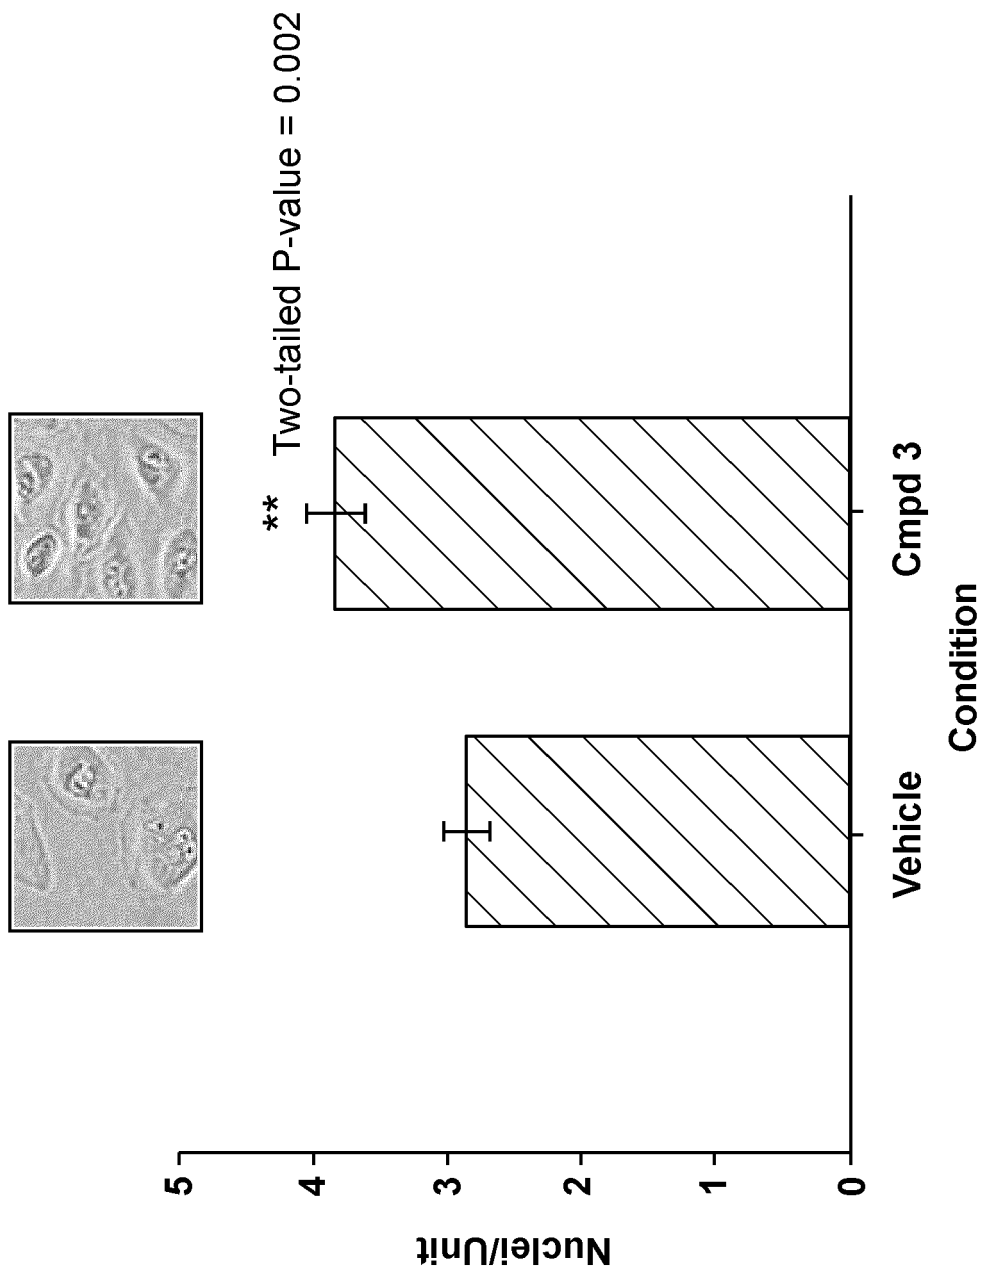 Two-tailed P-value = 0.002
**
5
4
3
2
1
0
Nuclei/Unit
Vehicle
Cmpd 3
Condition